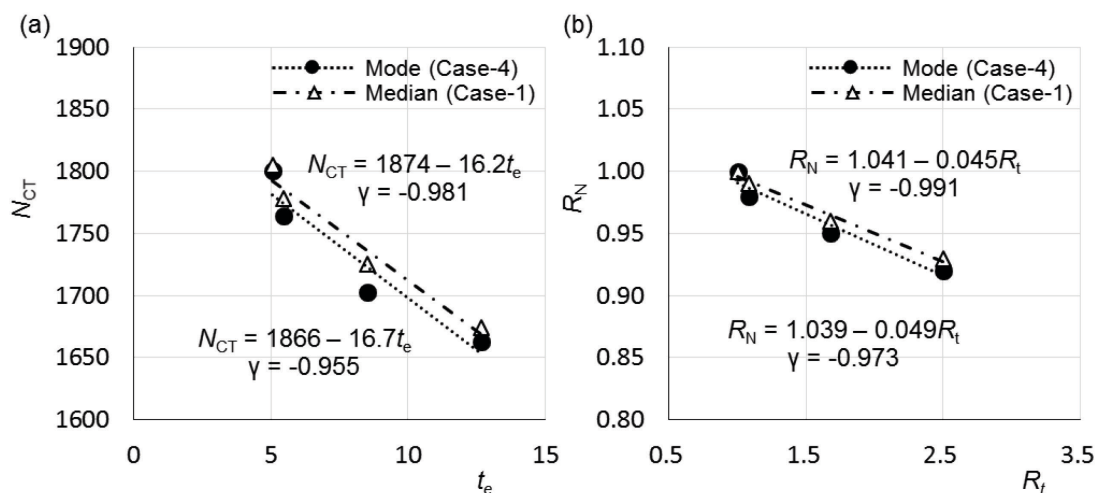 (a)
1900
1850
1800
1750
1700
1650
1600
N_CT
Mode (Case-4)
Median (Case-1)
N_CT = 1874 – 16.2t_e
γ = -0.981
N_CT = 1866 – 16.7t_e
γ = -0.955
0 5 10 15
t_e
(b)
1.10
1.05
1.00
0.95
0.90
0.85
0.80
R_N
Mode (Case-4)
Median (Case-1)
R_N = 1.041 – 0.045R_t
γ = -0.991
R_N = 1.039 – 0.049R_t
γ = -0.973
0.5 1.5 2.5 3.5
R_t